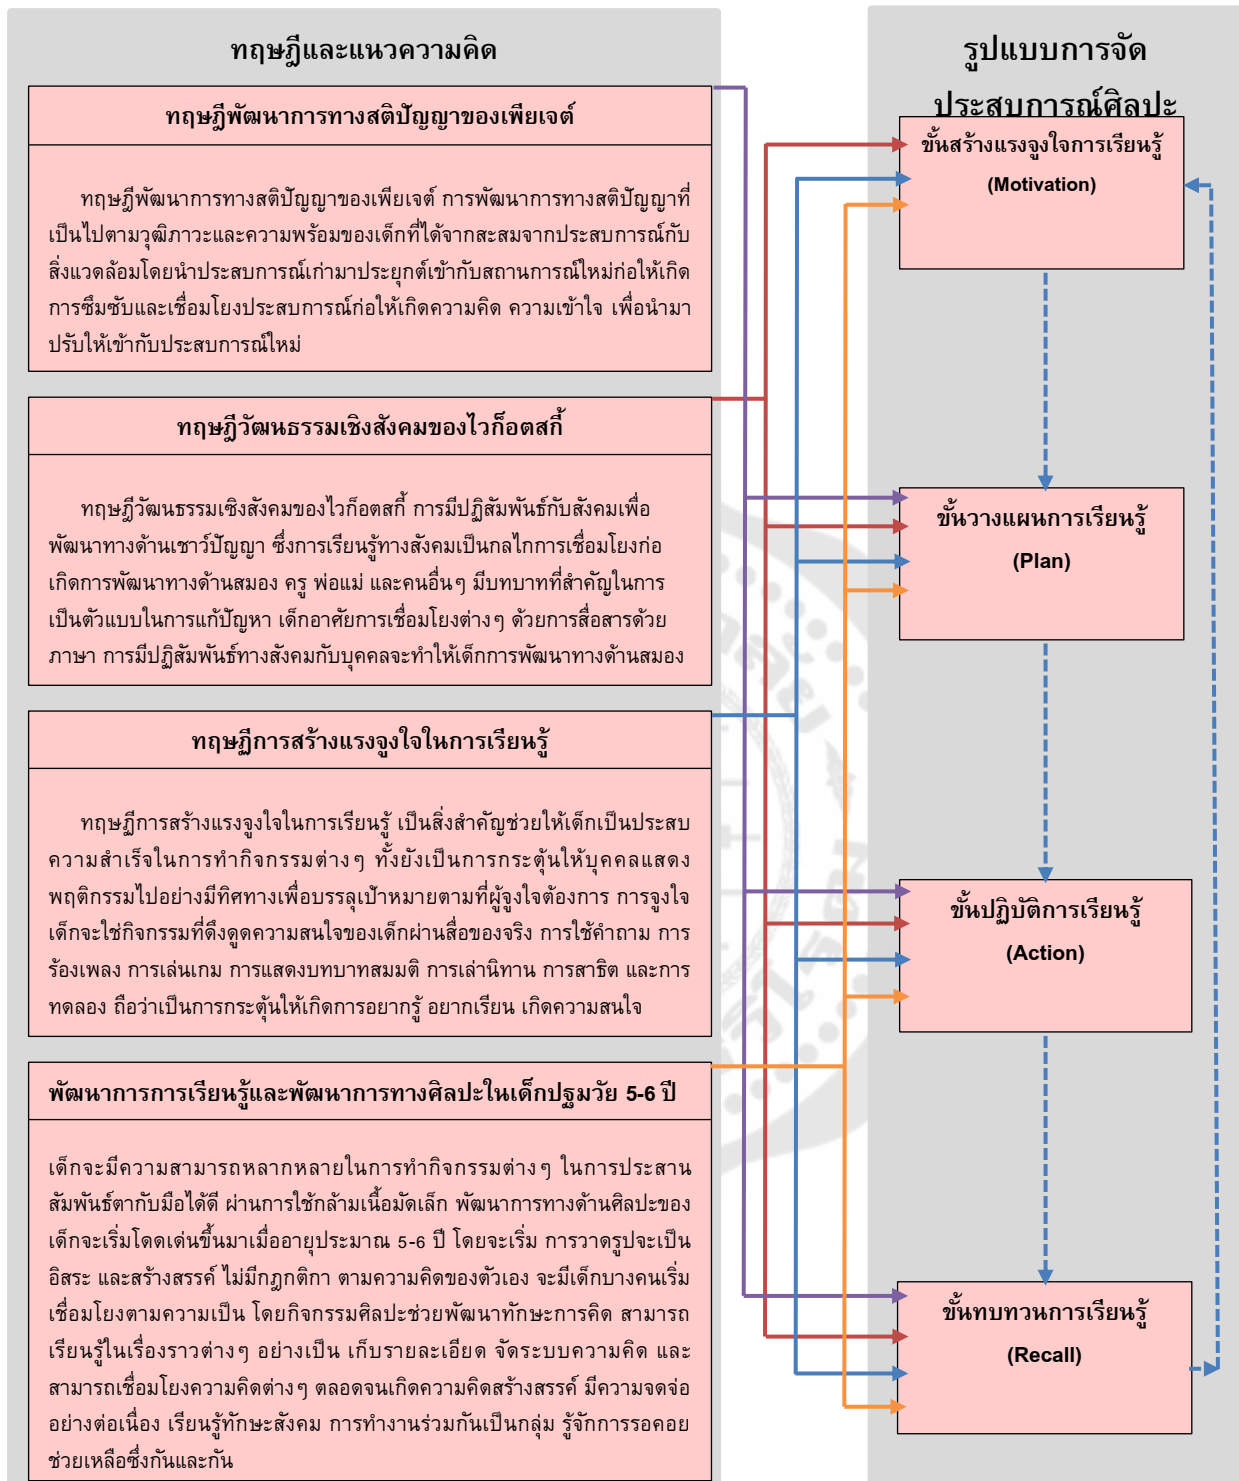 ทฤษฎีและแนวความคิด
ทฤษฎีพัฒนาการทางสติปัญญาของเพียเจต์
ทฤษฎีพัฒนาการทางสติปัญญาของเพียเจต์ การพัฒนาการทางสติปัญญาที่
เป็นไปตามวุฒิภาวะและความพร้อมของเด็กที่ได้จากสะสมจากประสบการณ์กับ
สิ่งแวดล้อมโดยนำประสบการณ์เก่ามาประยุกต์เข้ากับสถานการณ์ใหม่ก่อให้เกิด
การซึมซับและเชื่อมโยงประสบการณ์ก่อให้เกิดความคิด ความเข้าใจ เพื่อนำมา
ปรับให้เข้ากับประสบการณ์ใหม่
ทฤษฎีวัฒนธรรมเชิงสังคมของไวก็อตสกี้
ทฤษฎีวัฒนธรรมเชิงสังคมของไวก็อตสกี้ การมีปฏิสัมพันธ์กับสังคมเพื่อ
พัฒนาทางด้านเชาว์ปัญญา ซึ่งการเรียนรู้ทางสังคมเป็นกลไกการเชื่อมโยงก่อ
เกิดการพัฒนาทางด้านสมอง ครู พ่อแม่ และคนอื่นๆ มีบทบาทที่สำคัญในการ
เป็นตัวแบบในการแก้ปัญหา เด็กอาศัยการเชื่อมโยงต่างๆ ด้วยการสื่อสารด้วย
ภาษา การมีปฏิสัมพันธ์ทางสังคมกับบุคคลจะทำให้เด็กการพัฒนาทางด้านสมอง
ทฤษฏีการสร้างแรงจูงใจในการเรียนรู้
ทฤษฏีการสร้างแรงจูงใจในการเรียนรู้ เป็นสิ่งสำคัญช่วยให้เด็กเป็นประสบ
ความสำเร็จในการทำกิจกรรมต่างๆ ทั้งยังเป็นการกระตุ้นให้บุคคลแสดง
พฤติกรรมไปอย่างมีทิศทางเพื่อบรรลุเป้าหมายตามที่ผู้จูงใจต้องการ การจูงใจ
เด็กจะใช่กิจกรรมที่ดึงดูดความสนใจของเด็กผ่านสื่อของจริง การใช้คำถาม การ
ร้องเพลง การเล่นเกม การแสดงบทบาทสมมติ การเล่านิทาน การสาธิต และการ
ทดลอง ถือว่าเป็นการกระตุ้นให้เกิดการอยากรู้ อยากเรียน เกิดความสนใจ
พัฒนาการการเรียนรู้และพัฒนาการทางศิลปะในเด็กปฐมวัย 5-6 ปี
เด็กจะมีความสามารถหลากหลายในการทำกิจกรรมต่างๆ ในการประสาน
สัมพันธ์ตากับมือได้ดี ผ่านการใช้กล้ามเนื้อมัดเล็ก พัฒนาการทางด้านศิลปะของ
เด็กจะเริ่มโดดเด่นขึ้นมาเมื่ออายุประมาณ 5-6 ปี โดยจะเริ่ม การวาดรูปจะเป็น
อิสระ และสร้างสรรค์ ไม่มีกฎกติกา ตามความคิดของตัวเอง จะมีเด็กบางคนเริ่ม
เชื่อมโยงตามความเป็น โดยกิจกรรมศิลปะช่วยพัฒนาทักษะการคิด สามารถ
เรียนรู้ในเรื่องราวต่างๆ อย่างเป็น เก็บรายละเอียด จัดระบบความคิด และ
สามารถเชื่อมโยงความคิดต่างๆ ตลอดจนเกิดความคิดสร้างสรรค์ มีความจดจ่อ
อย่างต่อเนื่อง เรียนรู้ทักษะสังคม การทำงานร่วมกันเป็นกลุ่ม รู้จักการรอคอย
ช่วยเหลือซึ่งกันและกัน
รูปแบบการจัด
ประสบการณ์ศิลปะ
ขั้นสร้างแรงจูงใจการเรียนรู้
(Motivation)
ขั้นวางแผนการเรียนรู้
(Plan)
ขั้นปฏิบัติการเรียนรู้
(Action)
ขั้นทบทวนการเรียนรู้
(Recall)